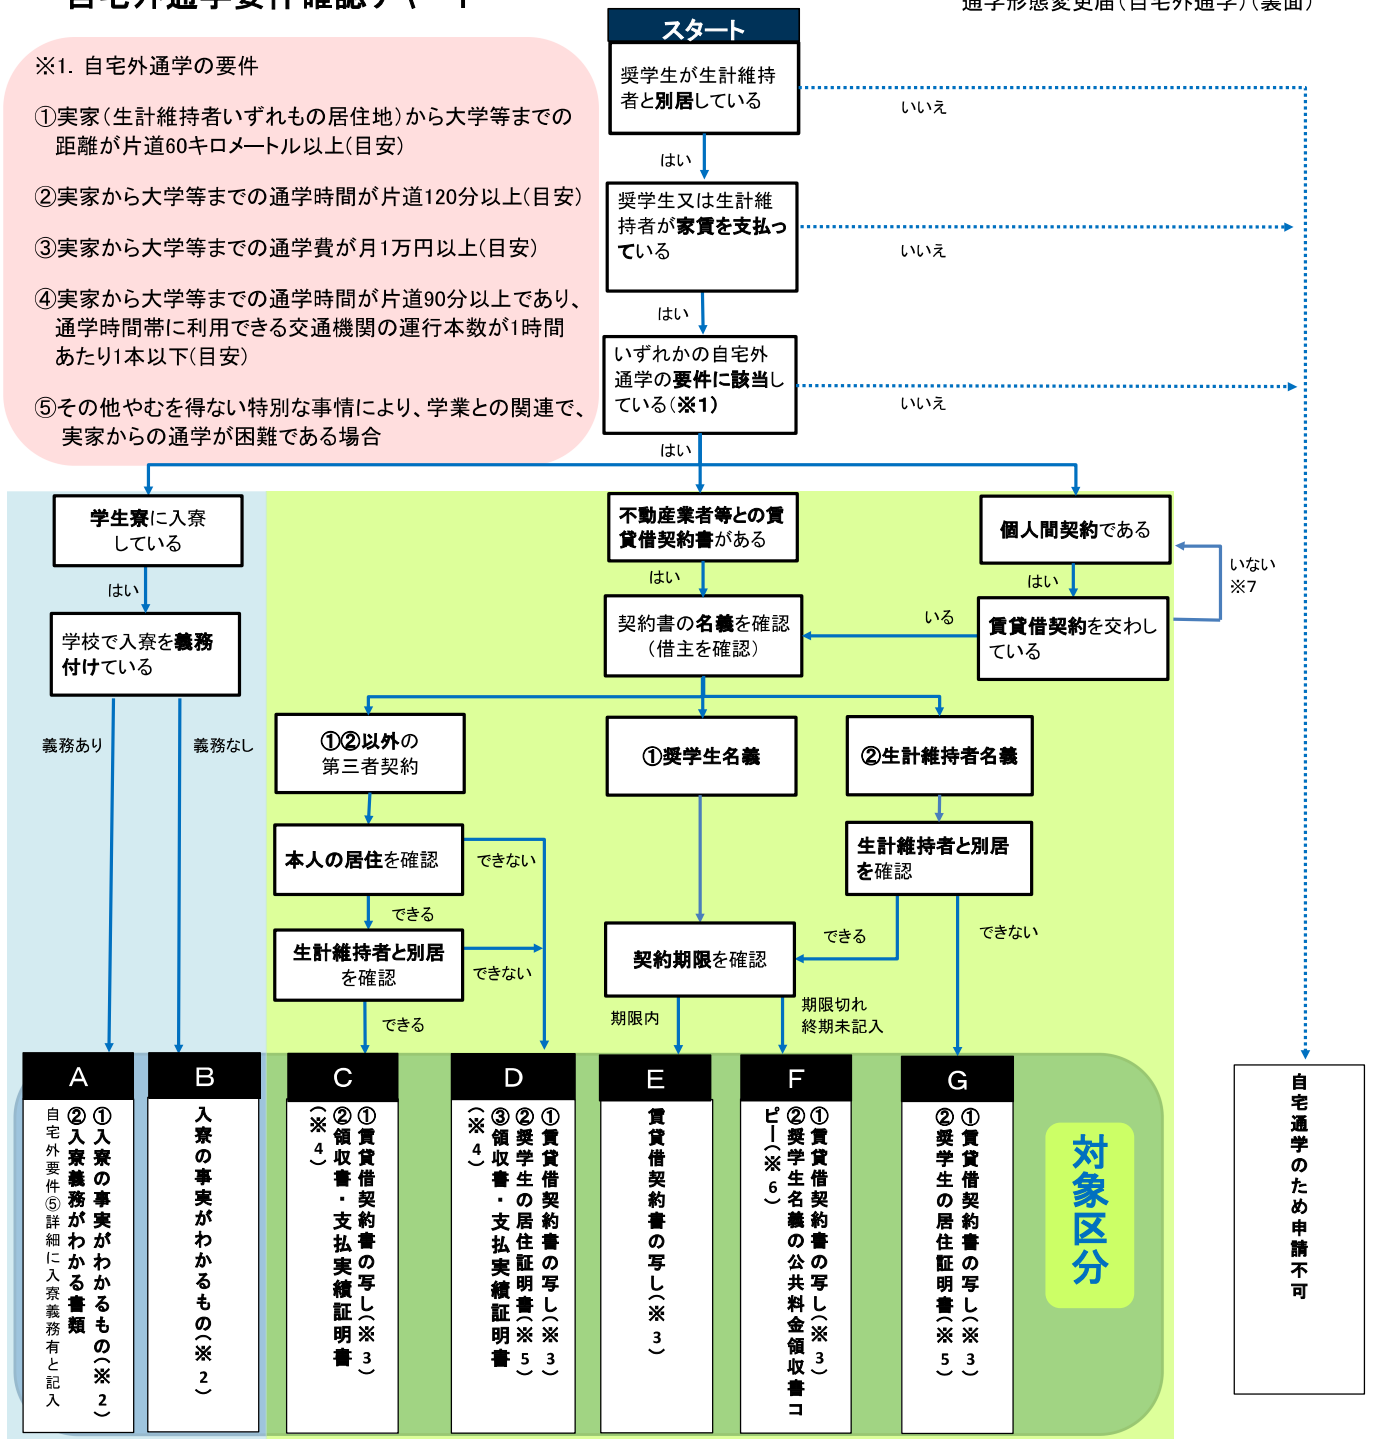 自宅外通学要件確認チャート
通学形態変更届(自宅外通学)(裏面)
スタート
※1. 自宅外通学の要件
①実家(生計維持者いずれもの居住地)から大学等までの
距離が片道60キロメートル以上(目安)
②実家から大学等までの通学時間が片道120分以上(目安)
③実家から大学等までの通学費が月1万円以上(目安)
④実家から大学等までの通学時間が片道90分以上であり、
通学時間帯に利用できる交通機関の運行本数が1時間
あたり1本以下(目安)
⑤その他やむを得ない特別な事情により、学業との関連で、
実家からの通学が困難である場合
奨学生が生計維持
者と別居している
いいえ
はい
奨学生又は生計維
持者が家賃を支払っ
ている
いいえ
はい
いずれかの自宅外
通学の要件に該当し
ている(※1)
いいえ
はい
学生寮に入寮
している
はい
学校で入寮を義務
付けている
義務あり
義務なし
不動産業者等との賃
貸借契約書がある
はい
契約書の名義を確認
(借主を確認)
個人間契約である
はい
いない
※7
賃貸借契約を交わし
ている
いる
①②以外の
第三者契約
①奨学生名義
②生計維持者名義
本人の居住を確認
できない
できる
生計維持者と別居
を確認
できない
できる
生計維持者と別居
を確認
できる
できない
契約期限を確認
期限内
期限切れ
終期未記入
A
①入寮の事実がわかるもの(※2)
②入寮義務がわかる書類
自宅外要件⑤詳細に入寮義務有と記入
B
入寮の事実がわかるもの(※2)
C
①賃貸借契約書の写し(※3)
②領収書・支払実績証明書
(※4)
D
①賃貸借契約書の写し(※3)
②奨学生の居住証明書(※5)
③領収書・支払実績証明書
(※4)
E
賃貸借契約書の写し(※3)
F
①賃貸借契約書の写し(※3)
②奨学生名義の公共料金領収書コ
ピー(※6)
G
①賃貸借契約書の写し(※3)
②奨学生の居住証明書(※5)
対象区分
自宅通学のため申請不可